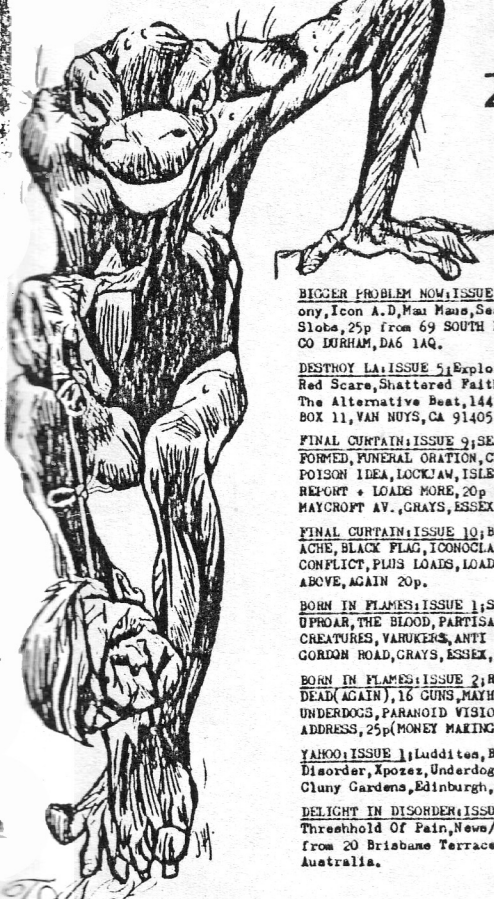 Z
BIGGER PROBLEM NOW:ISSUE
ony,Icon A.D,Mau Maus,Se
Slobs,25p from 69 SOUTH
CO DURHAM,DA6 1AQ.
DESTROY LA:ISSUE 5;Explo
Red Scare,Shattered Fait
The Alternative Beat,144
BOX 11,VAN NUYS,CA 91405
FINAL CURTAIN:ISSUE 9;SE
FORMED,FUNERAL ORATION,C
POISON IDEA,LOCKJAW,ISLE
REPORT + LOADS MORE,20p
MAYCROFT AV.,GRAYS,ESSEX
FINAL CURTAIN:ISSUE 10;B
ACHE,BLACK FLAG,ICONOCLA
CONFLICT,PLUS LOADS,LOAD
ABOVE,AGAIN 20p.
BORN IN FLAMES:ISSUE 1;S
UPROAR,THE BLOOD,PARTISA
CREATURES,VARUKERS,ANTI
GORDON ROAD,GRAYS,ESSEX,
BORN IN FLAMES:ISSUE 2;R
DEAD(AGAIN),16 GUNS,MAYH
UNDERDOGS,PARANOID VISIO
ADDRESS,25p(MONEY MAKING
YAHOO:ISSUE 1;Luddites,B
Disorder,Xpozez,Underdog
Cluny Gardens,Edinburgh,
DELIGHT IN DISORDER:ISSU
Threshhold Of Pain,News/
from 20 Brisbane Terrace
Australia.